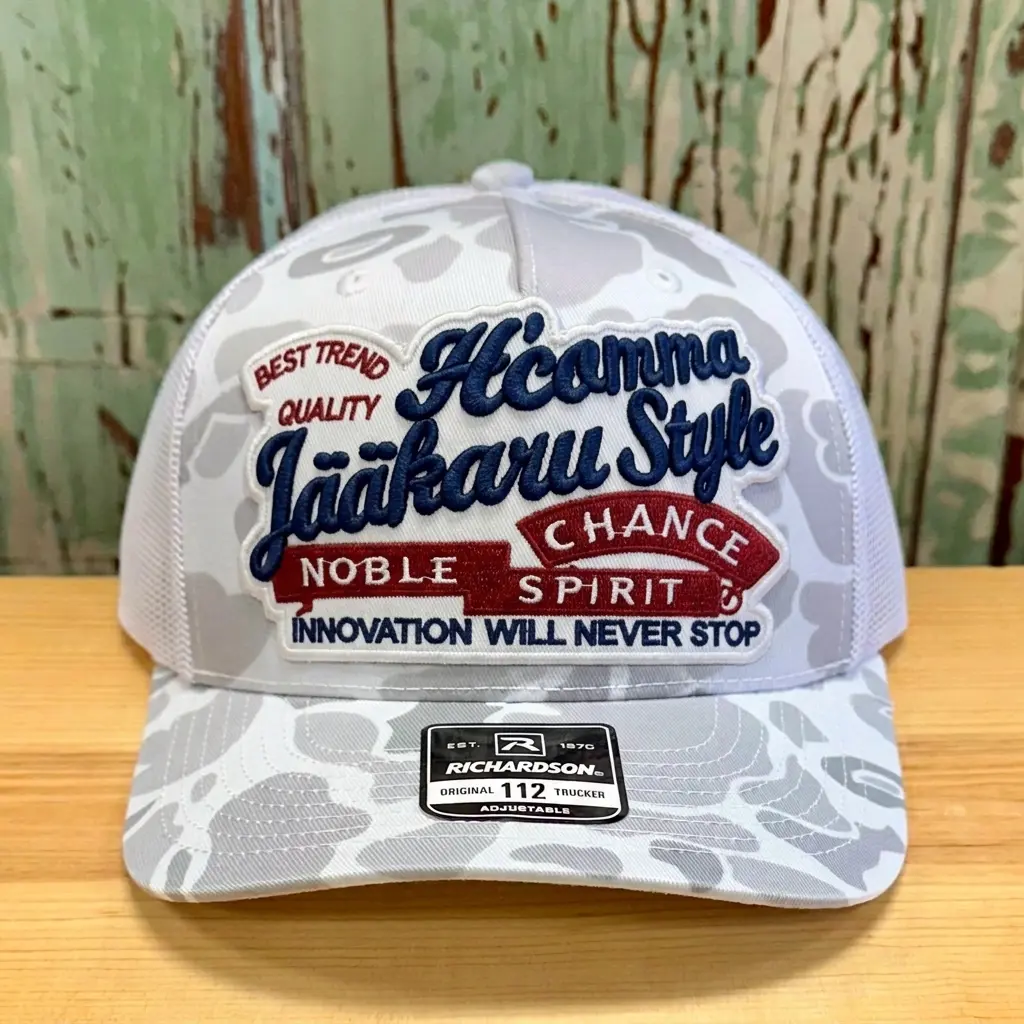 BEST TREND
QUALITY
H'comma
Jääkaru Style
CHANCE
NOBLE
SPIRIT
INNOVATION WILL NEVER STOP
EST. R 1970
RICHARDSON
ORIGINAL 112 TRUCKER
ADJUSTABLE